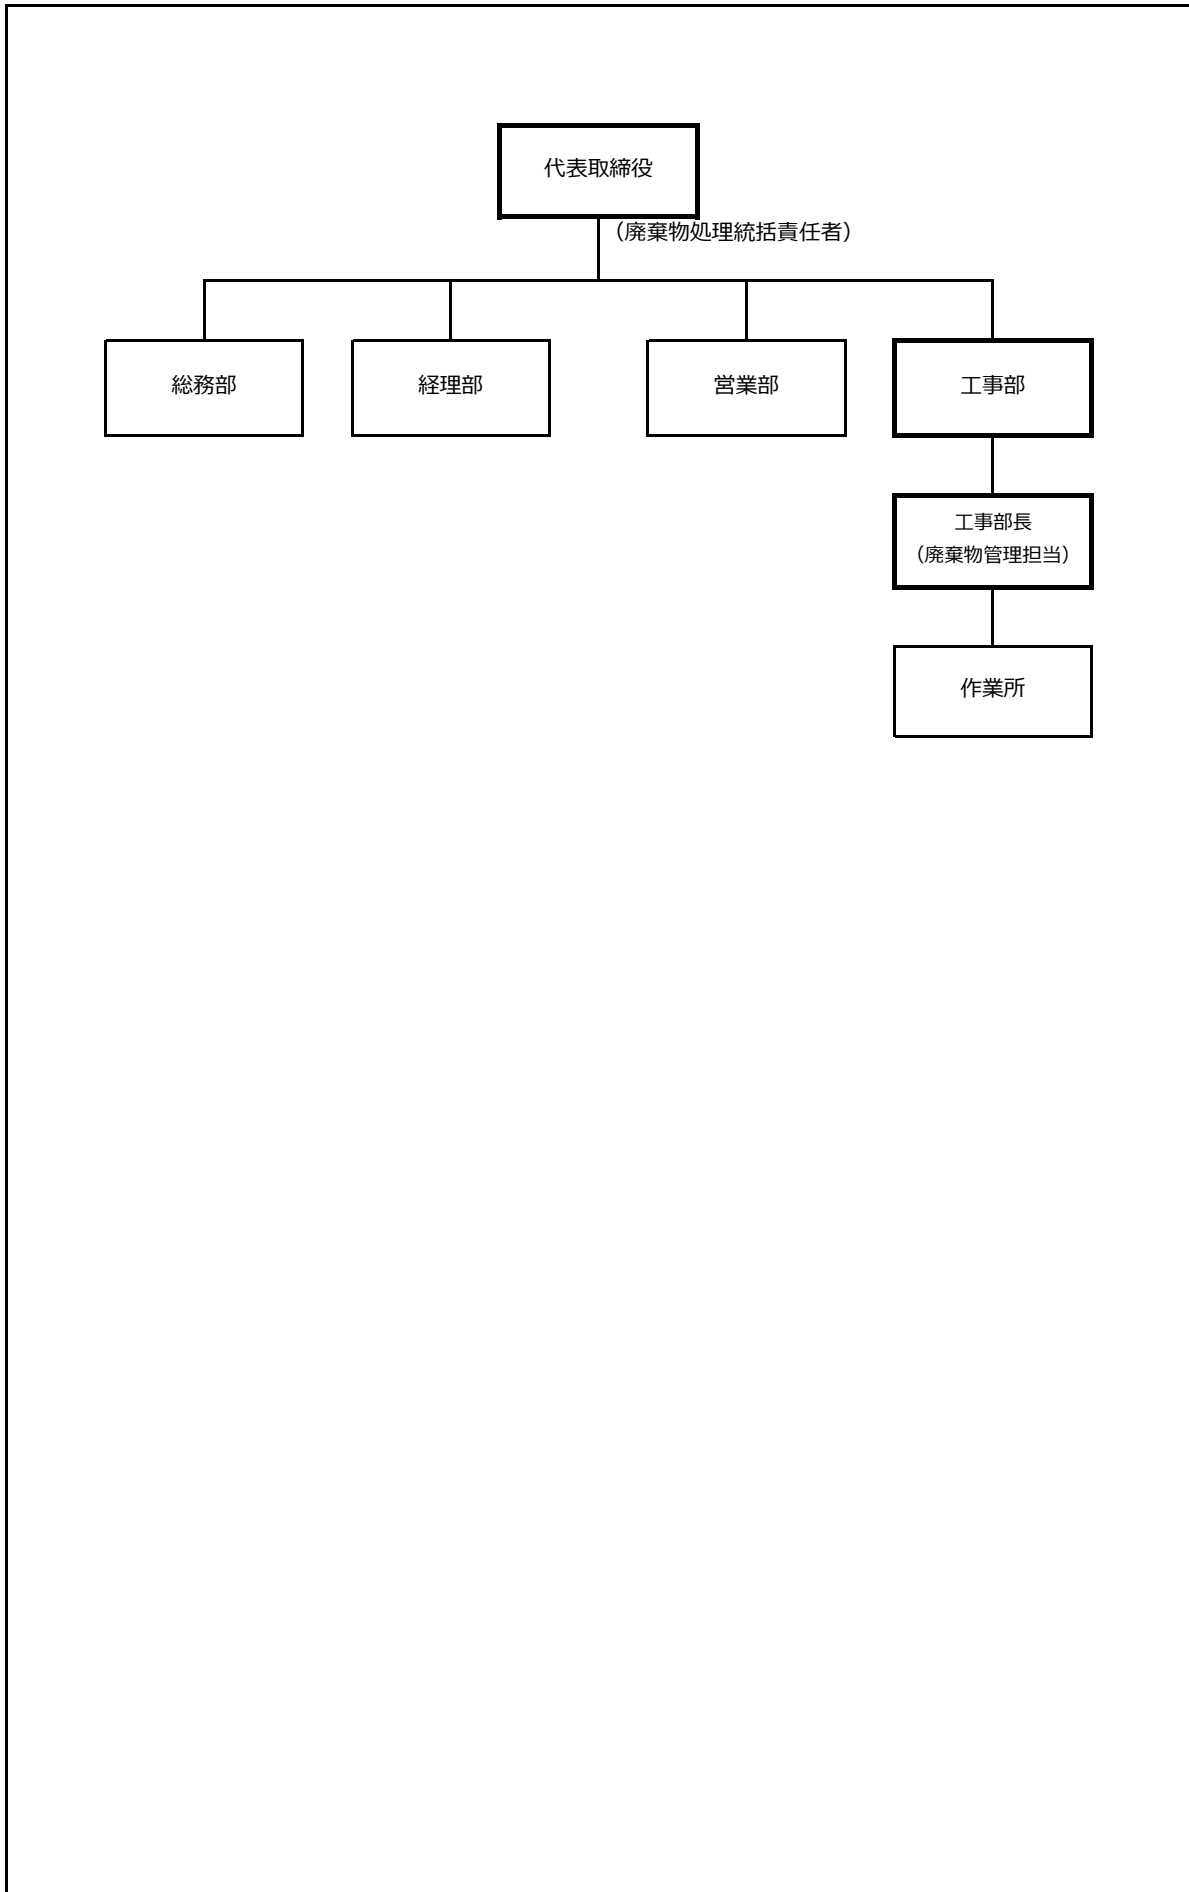 代表取締役
（廃棄物処理統括責任者）
総務部
経理部
営業部
工事部
工事部長
（廃棄物管理担当）
作業所